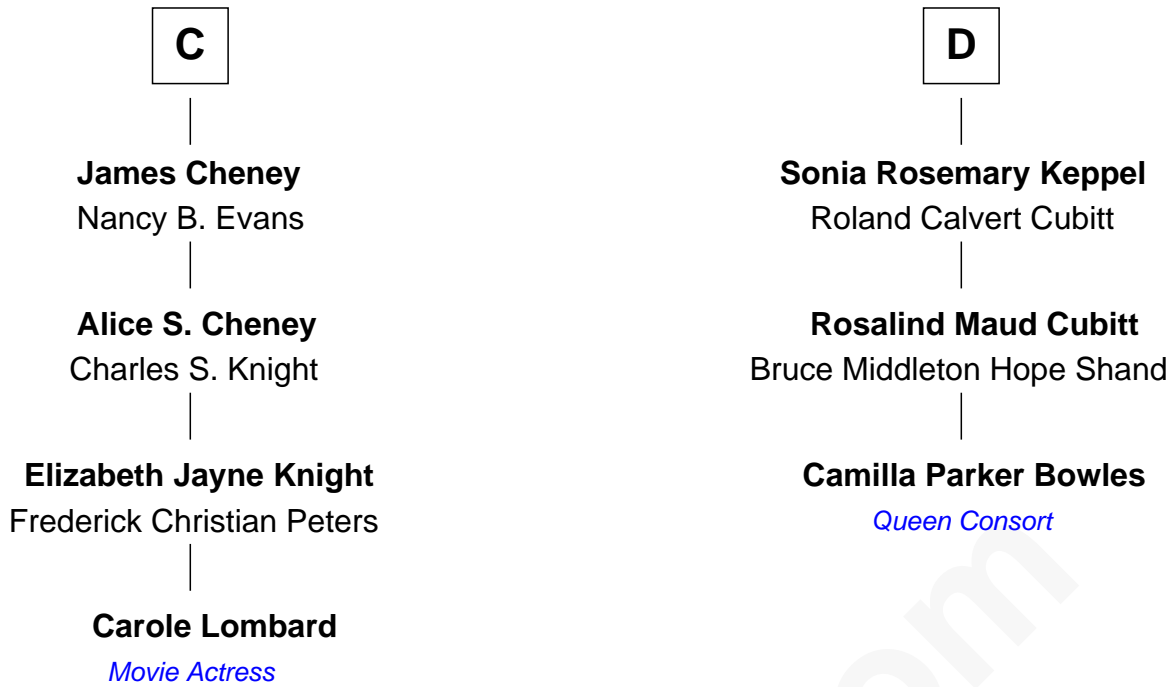 C
James Cheney
Nancy B. Evans
Alice S. Cheney
Charles S. Knight
Elizabeth Jayne Knight
Frederick Christian Peters
Carole Lombard
Movie Actress
D
Sonia Rosemary Keppel
Roland Calvert Cubitt
Rosalind Maud Cubitt
Bruce Middleton Hope Shand
Camilla Parker Bowles
Queen Consort
om